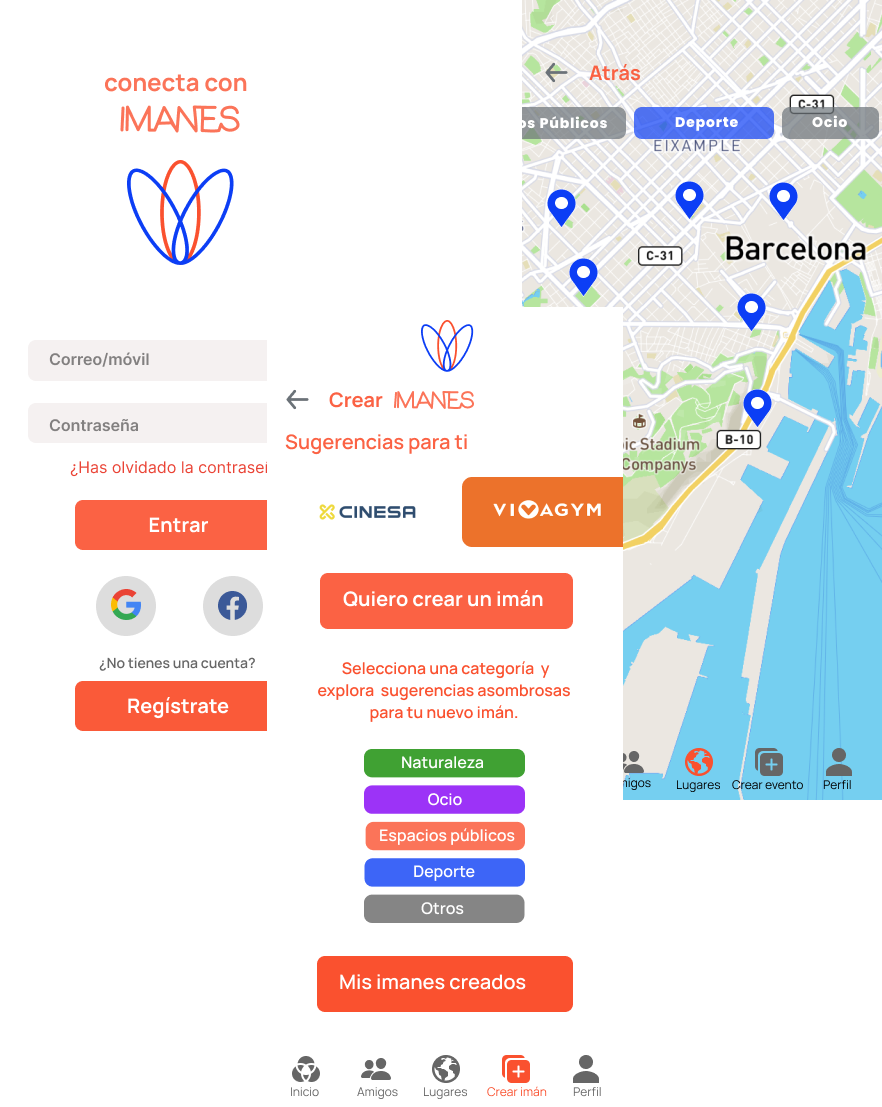 conecta con
IMANES
Correo/móvil
Contraseña
¿Has olvidado la contraseñ
Entrar
¿No tienes una cuenta?
Regístrate
Atrás
C-31
os Públicos
Deporte
Ocio
EIXAMPLE
Barcelona
C-31
B-10
ic Stadium
Companys
migos
Lugares
Crear evento
Perfil
Crear IMANES
Sugerencias para ti
CINESA
VIVAGYM
Quiero crear un imán
Selecciona una categoría y
explora sugerencias asombrosas
para tu nuevo imán.
Naturaleza
Ocio
Espacios públicos
Deporte
Otros
Mis imanes creados
Inicio
Amigos
Lugares
Crear imán
Perfil